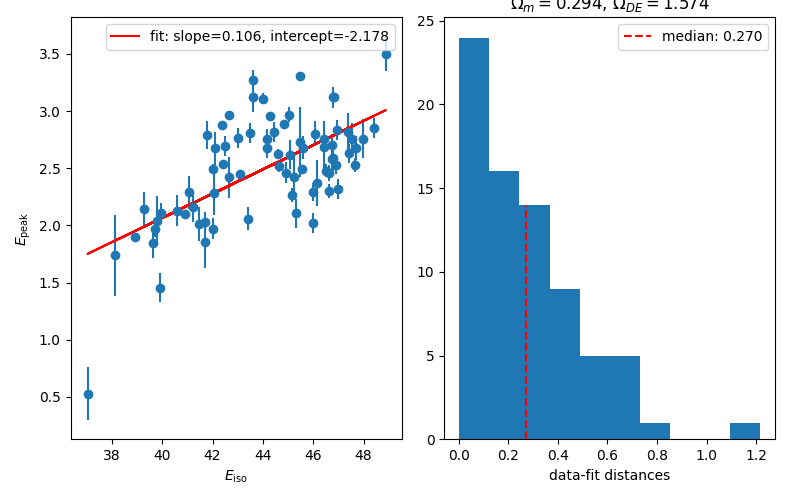 Ω_m = 0.294, Ω_DE = 1.574
fit: slope=0.106, intercept=-2.178
median: 0.270
3.5
3.0
2.5
2.0
1.5
1.0
0.5
E_peak
38 40 42 44 46 48
E_iso
25
20
15
10
5
0
0.0 0.2 0.4 0.6 0.8 1.0 1.2
data-fit distances